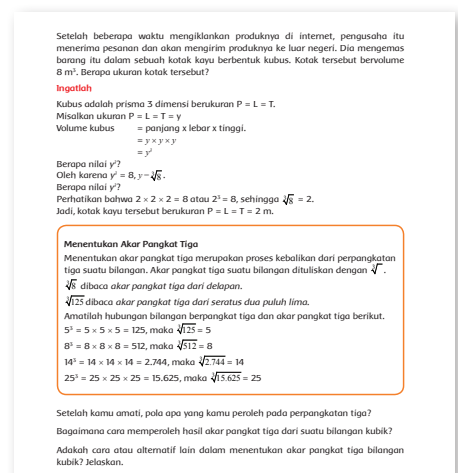 Setelah beberapa waktu mengiklankan produknya di internet, pengusaha itu
menerima pesanan dan akan mengirim produknya ke luar negeri. Dia mengemas
barang itu dalam sebuah kotak kayu berbentuk kubus. Kotak tersebut bervolume
8 m³. Berapa ukuran kotak tersebut?
Ingatlah
Kubus adalah prisma 3 dimensi berukuran P = L = T.
Misalkan ukuran P = L = T = y
Volume kubus = panjang x lebar x tinggi.
= y × y × y
= y³
Berapa nilai y³?
Oleh karena y³ = 8, y = ∛8.
Berapa nilai y³?
Perhatikan bahwa 2 × 2 × 2 = 8 atau 2³ = 8, sehingga ∛8 = 2.
Jadi, kotak kayu tersebut berukuran P = L = T = 2 m.
Menentukan Akar Pangkat Tiga
Menentukan akar pangkat tiga merupakan proses kebalikan dari perpangkatan
tiga suatu bilangan. Akar pangkat tiga suatu bilangan dituliskan dengan ∛ .
∛8 dibaca akar pangkat tiga dari delapan.
∛125 dibaca akar pangkat tiga dari seratus dua puluh lima.
Amatilah hubungan bilangan berpangkat tiga dan akar pangkat tiga berikut.
5³ = 5 × 5 × 5 = 125, maka ∛125 = 5
8³ = 8 × 8 × 8 = 512, maka ∛512 = 8
14³ = 14 × 14 × 14 = 2.744, maka ∛2.744 = 14
25³ = 25 × 25 × 25 = 15.625, maka ∛15.625 = 25
Setelah kamu amati, pola apa yang kamu peroleh pada perpangkatan tiga?
Bagaimana cara memperoleh hasil akar pangkat tiga dari suatu bilangan kubik?
Adakah cara atau alternatif lain dalam menentukan akar pangkat tiga bilangan
kubik? Jelaskan.